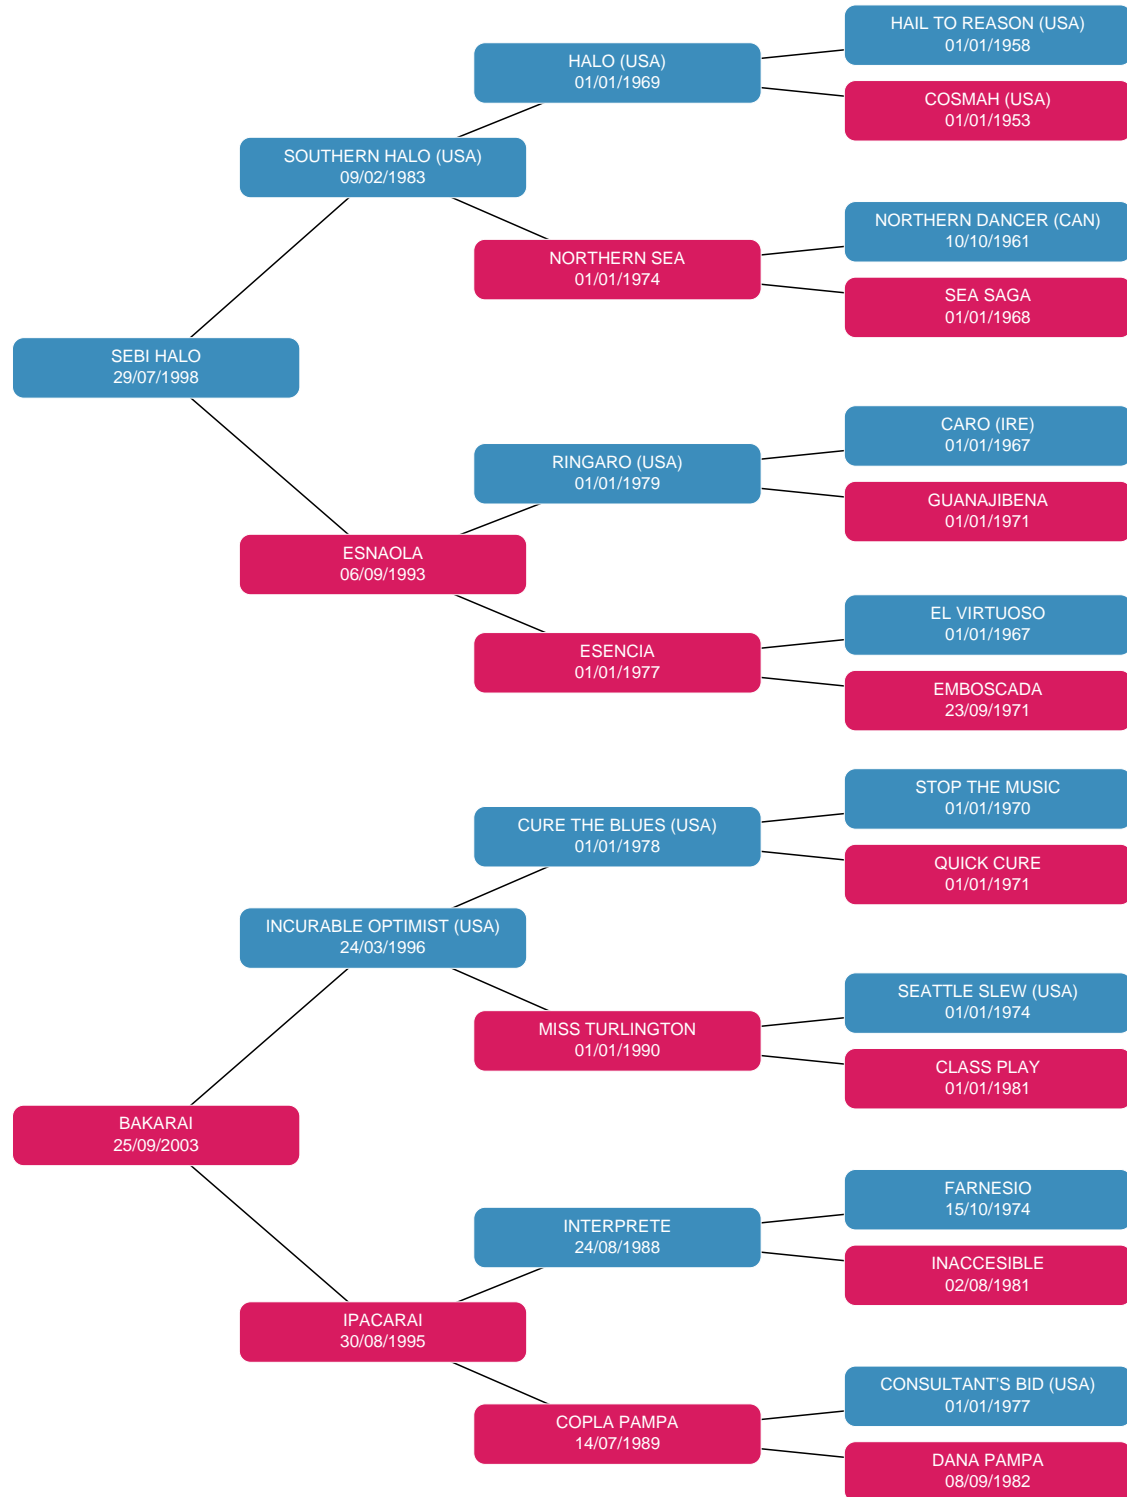 HAIL TO REASON (USA)
01/01/1958
HALO (USA)
01/01/1969
COSMAH (USA)
01/01/1953
SOUTHERN HALO (USA)
09/02/1983
NORTHERN DANCER (CAN)
10/10/1961
NORTHERN SEA
01/01/1974
SEA SAGA
01/01/1968
SEBI HALO
29/07/1998
CARO (IRE)
01/01/1967
RINGARO (USA)
01/01/1979
GUANAJIBENA
01/01/1971
ESNAOLA
06/09/1993
EL VIRTUOSO
01/01/1967
ESENCIA
01/01/1977
EMBOSCADA
23/09/1971
STOP THE MUSIC
01/01/1970
CURE THE BLUES (USA)
01/01/1978
QUICK CURE
01/01/1971
INCURABLE OPTIMIST (USA)
24/03/1996
SEATTLE SLEW (USA)
01/01/1974
MISS TURLINGTON
01/01/1990
CLASS PLAY
01/01/1981
BAKARAI
25/09/2003
FARNESIO
15/10/1974
INTERPRETE
24/08/1988
INACCESIBLE
02/08/1981
IPACARAI
30/08/1995
CONSULTANT'S BID (USA)
01/01/1977
COPLA PAMPA
14/07/1989
DANA PAMPA
08/09/1982